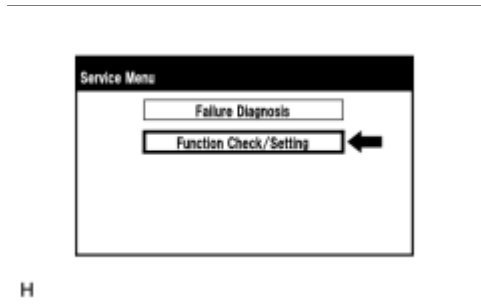 Service Menu
Failure Diagnosis
Function Check/Setting
H